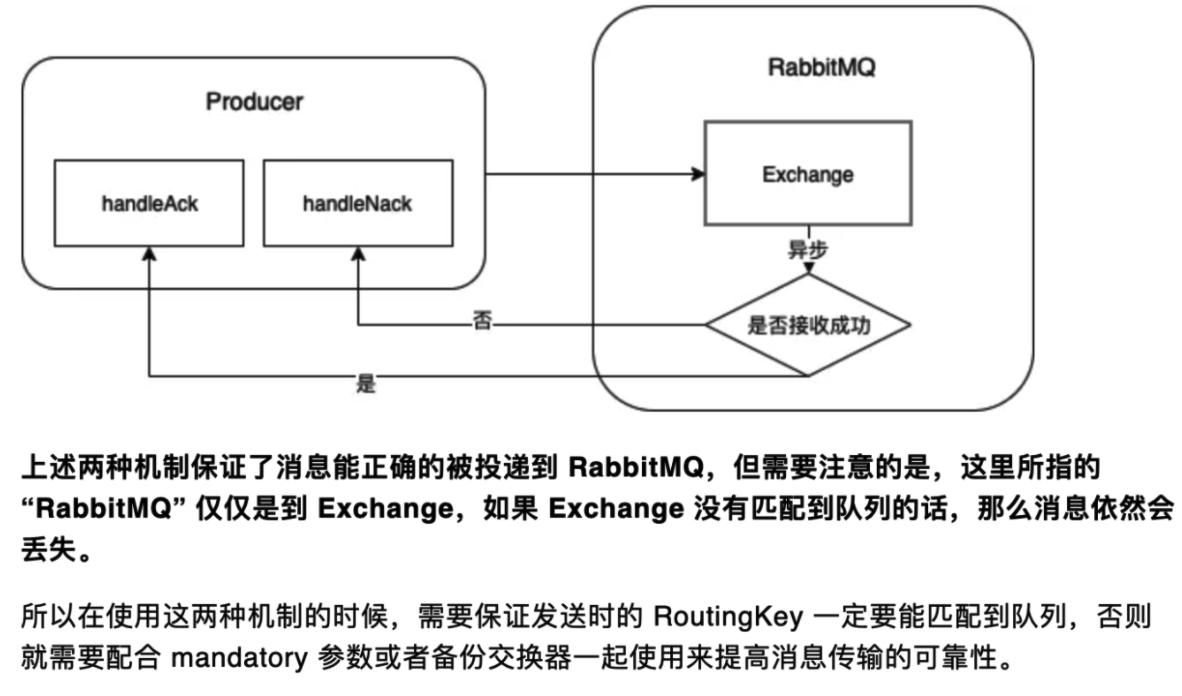 RabbitMQ
Producer
handleAck
handleNack
Exchange
异步
否
是否接收成功
是
上述两种机制保证了消息能正确的被投递到 RabbitMQ，但需要注意的是，这里所指的
“RabbitMQ” 仅仅是到 Exchange，如果 Exchange 没有匹配到队列的话，那么消息依然会
丢失。
所以在使用这两种机制的时候，需要保证发送时的 RoutingKey 一定要能匹配到队列，否则
就需要配合 mandatory 参数或者备份交换器一起使用来提高消息传输的可靠性。